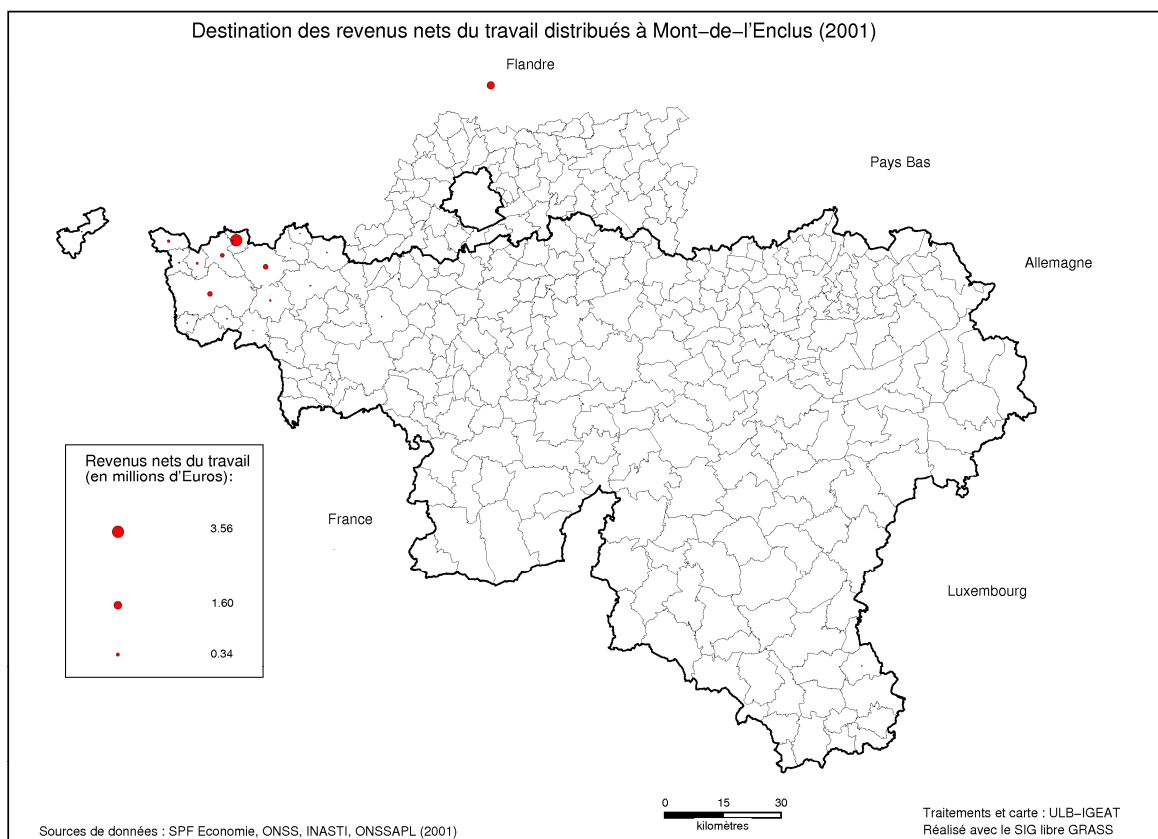 Destination des revenus nets du travail distribués à Mont−de−l'Enclus (2001)
Flandre
Pays Bas
Allemagne
Revenus nets du travail
(en millions d'Euros):
3.56
1.60
0.34
France
Luxembourg
0 15 30
kilomètres
Sources de données : SPF Economie, ONSS, INASTI, ONSSAPL (2001)
Traitements et carte : ULB−IGEAT
Réalisé avec le SIG libre GRASS